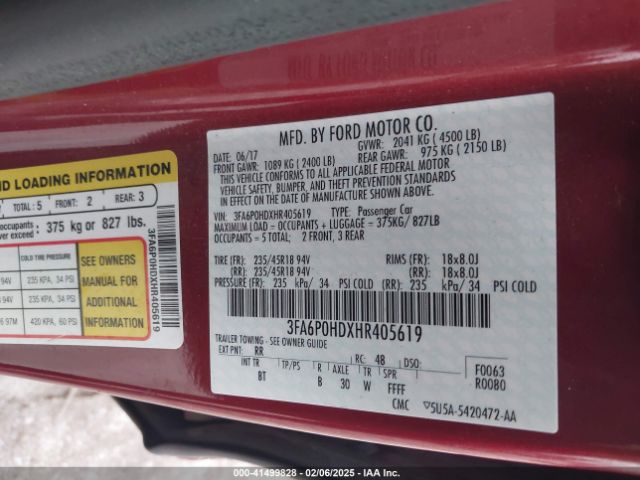 ND LOADING INFORMATION
TOTAL: 5 FRONT: 2 REAR: 3
occupants
ver exceed: 375 kg or 827 lbs.
COLD TIRE PRESSURE
94V 235 KPA, 34 PSI
94V 235 KPA, 34 PSI
97M 420 KPA, 60 PSI
SEE OWNERS
MANUAL FOR
ADDITIONAL
INFORMATION
3FA6P0HDXHR405619
MFD. BY FORD MOTOR CO.
DATE: 06/17 GVWR: 2041 KG ( 4500 LB)
FRONT GAWR: 1089 KG ( 2400 LB) REAR GAWR: 975 KG ( 2150 LB)
THIS VEHICLE CONFORMS TO ALL APPLICABLE FEDERAL MOTOR
VEHICLE SAFETY, BUMPER, AND THEFT PREVENTION STANDARDS
IN EFFECT ON THE DATE OF MANUFACTURE SHOWN ABOVE.
VIN: 3FA6P0HDXHR405619 TYPE: Passenger Car
MAXIMUM LOAD = OCCUPANTS + LUGGAGE = 375KG/ 827LB
OCCUPANTS = 5 TOTAL; 2 FRONT, 3 REAR
TIRE (FR): 235/45R18 94V RIMS (FR): 18x8.0J
(RR): 235/45R18 94V (RR): 18x8.0J
PRESSURE (FR): 235 kPa/ 34 PSI COLD (RR): 235 kPa/ 34 PSI COLD
3FA6P0HDXHR405619
TRAILER TOWING - SEE OWNER GUIDE
EXT PNT: RR RC: 48 DSO: F0063
INT TR TP/PS R AXLE TR SPR R0080
BT B 30 W FFFF
CMC 5U5A-5420472-AA
000-41499828 - 02/06/2025 - IAA Inc.